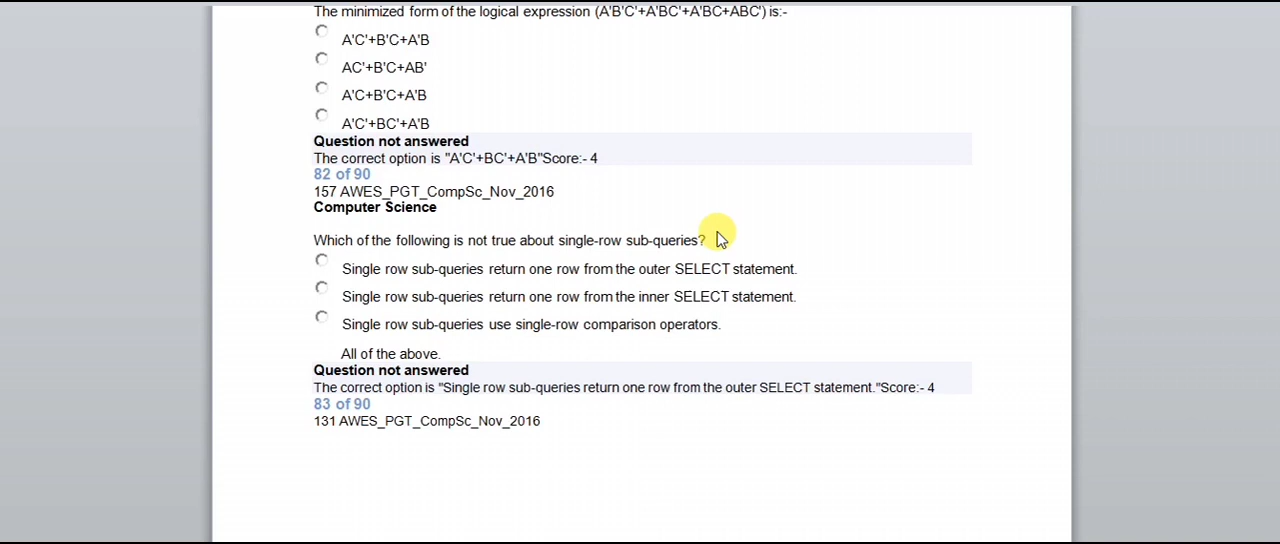 The minimized form of the logical expression (A'B'C'+A'BC'+A'BC+ABC') is:-
A'C'+B'C+A'B
AC'+B'C+AB'
A'C+B'C+A'B
A'C'+BC'+A'B
Question not answered
The correct option is "A'C'+BC'+A'B"Score:- 4
82 of 90
157 AWES_PGT_CompSc_Nov_2016
Computer Science
Which of the following is not true about single-row sub-queries?
Single row sub-queries return one row from the outer SELECT statement.
Single row sub-queries return one row from the inner SELECT statement.
Single row sub-queries use single-row comparison operators.
All of the above.
Question not answered
The correct option is "Single row sub-queries return one row from the outer SELECT statement."Score:- 4
83 of 90
131 AWES_PGT_CompSc_Nov_2016